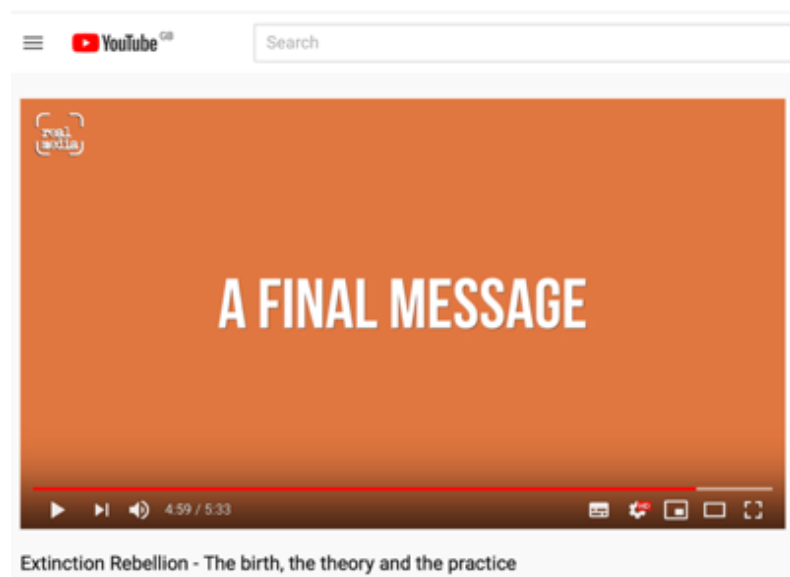 YouTube GB
Search
real
media
A FINAL MESSAGE
4:59 / 5:33
HD
Extinction Rebellion - The birth, the theory and the practice